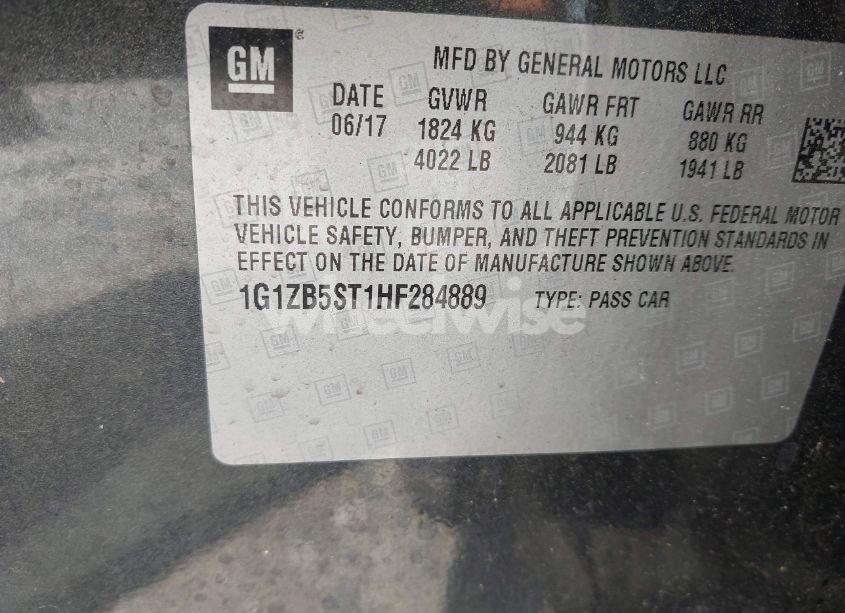 GM
MFD BY GENERAL MOTORS LLC
DATE GVWR GAWR FRT GAWR RR
06/17 1824 KG 944 KG 880 KG
4022 LB 2081 LB 1941 LB
THIS VEHICLE CONFORMS TO ALL APPLICABLE U.S. FEDERAL MOTOR
VEHICLE SAFETY, BUMPER, AND THEFT PREVENTION STANDARDS IN
EFFECT ON THE DATE OF MANUFACTURE SHOWN ABOVE.
1G1ZB5ST1HF284889 TYPE: PASS CAR
wheelwise